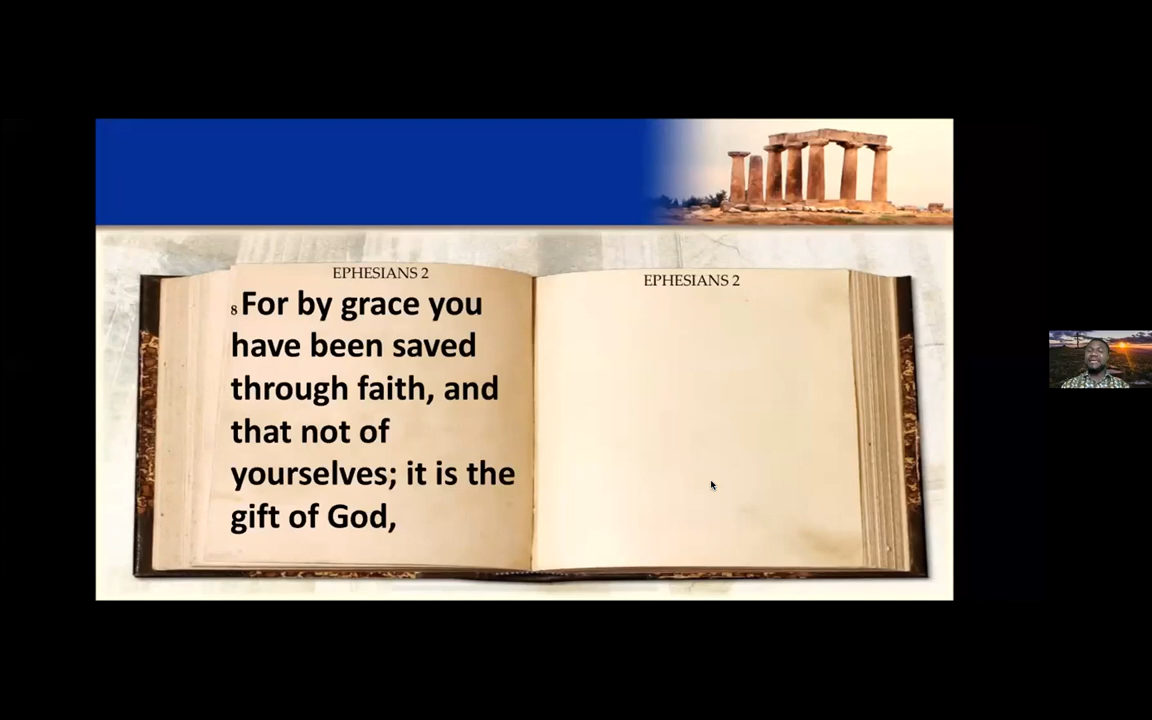 EPHESIANS 2
8 For by grace you
have been saved
through faith, and
that not of
yourselves; it is the
gift of God,
EPHESIANS 2